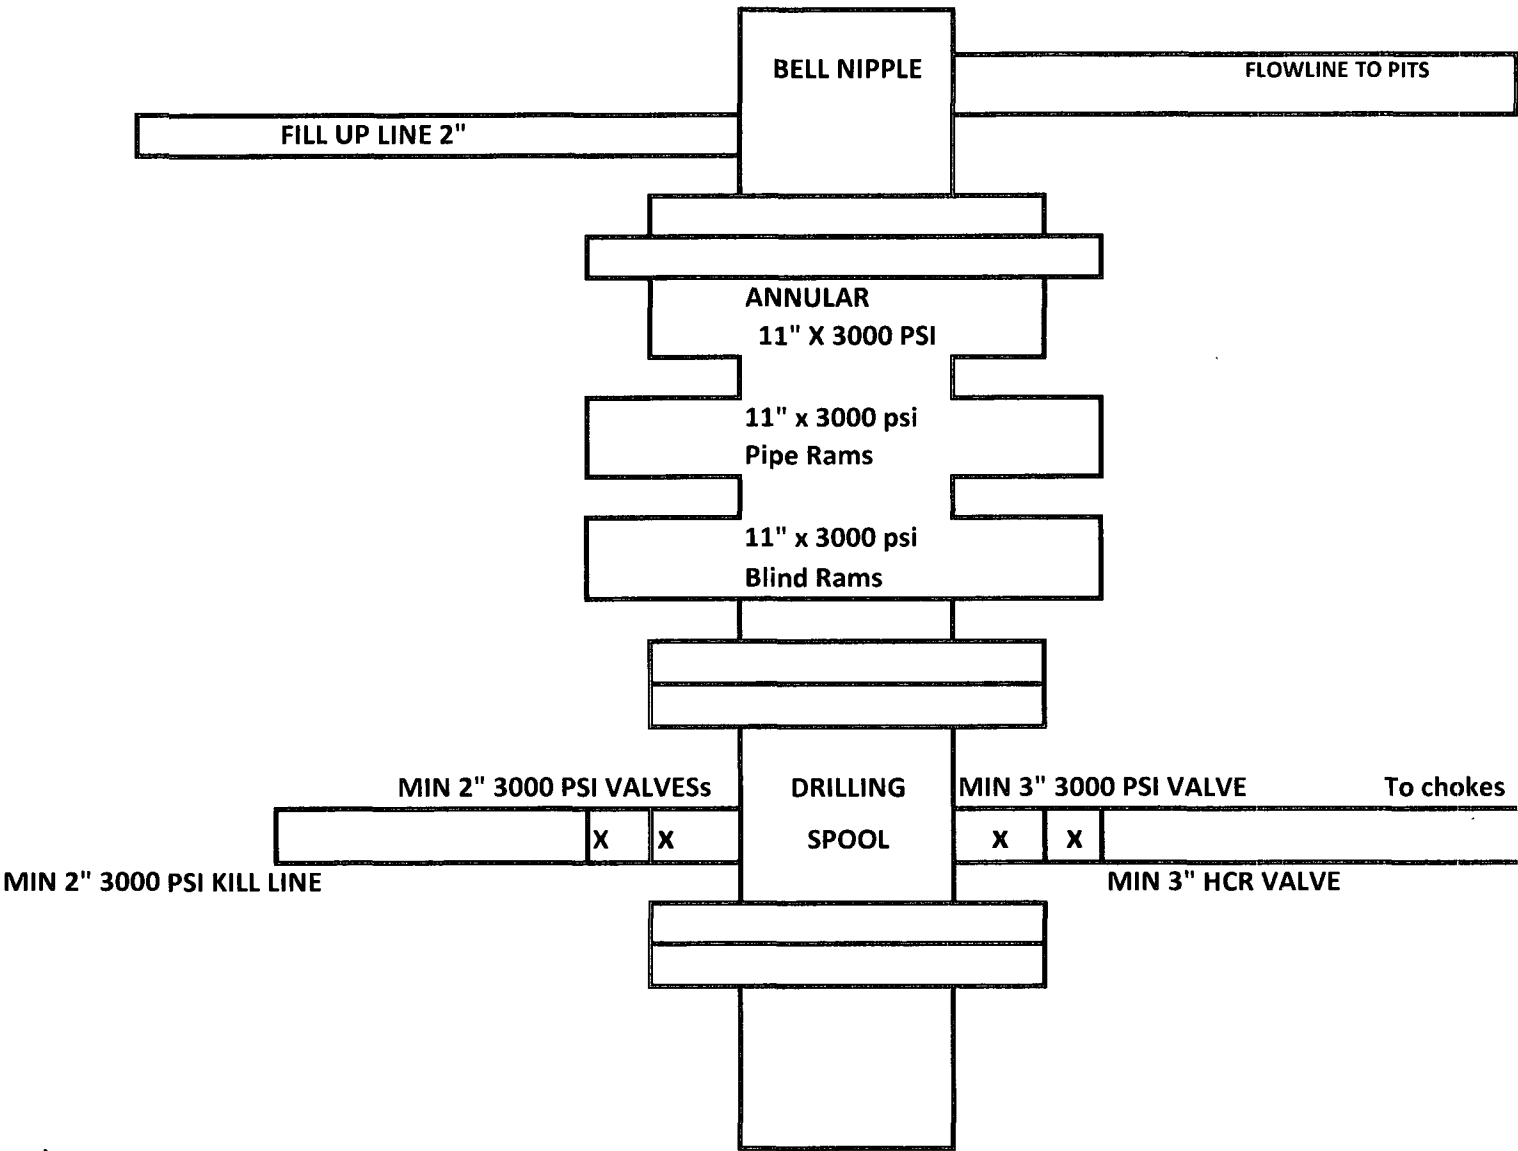 BELL NIPPLE
FLOWLINE TO PITS
FILL UP LINE 2"
ANNULAR
11" X 3000 PSI
11" x 3000 psi
Pipe Rams
11" x 3000 psi
Blind Rams
MIN 2" 3000 PSI VALVESs
DRILLING
MIN 3" 3000 PSI VALVE
To chokes
X
X
SPOOL
X
X
MIN 2" 3000 PSI KILL LINE
MIN 3" HCR VALVE